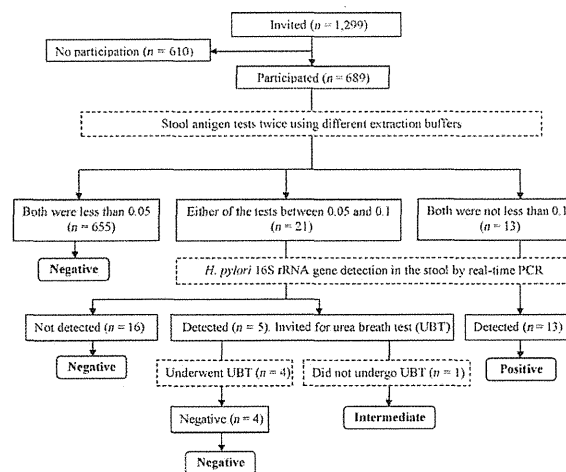 Invited (n = 1,299)
No participation (n = 610)
Participated (n = 689)
Stool antigen tests twice using different extraction buffers
Both were less than 0.05
(n = 655)
Either of the tests between 0.05 and 0.1
(n = 21)
Both were not less than 0.1
(n = 13)
Negative
H. pylori 16S rRNA gene detection in the stool by real-time PCR
Not detected (n = 16)
Detected (n = 5). Invited for urea breath test (UBT)
Detected (n = 13)
Negative
Underwent UBT (n = 4)
Did not undergo UBT (n = 1)
Positive
Negative (n = 4)
Intermediate
Negative